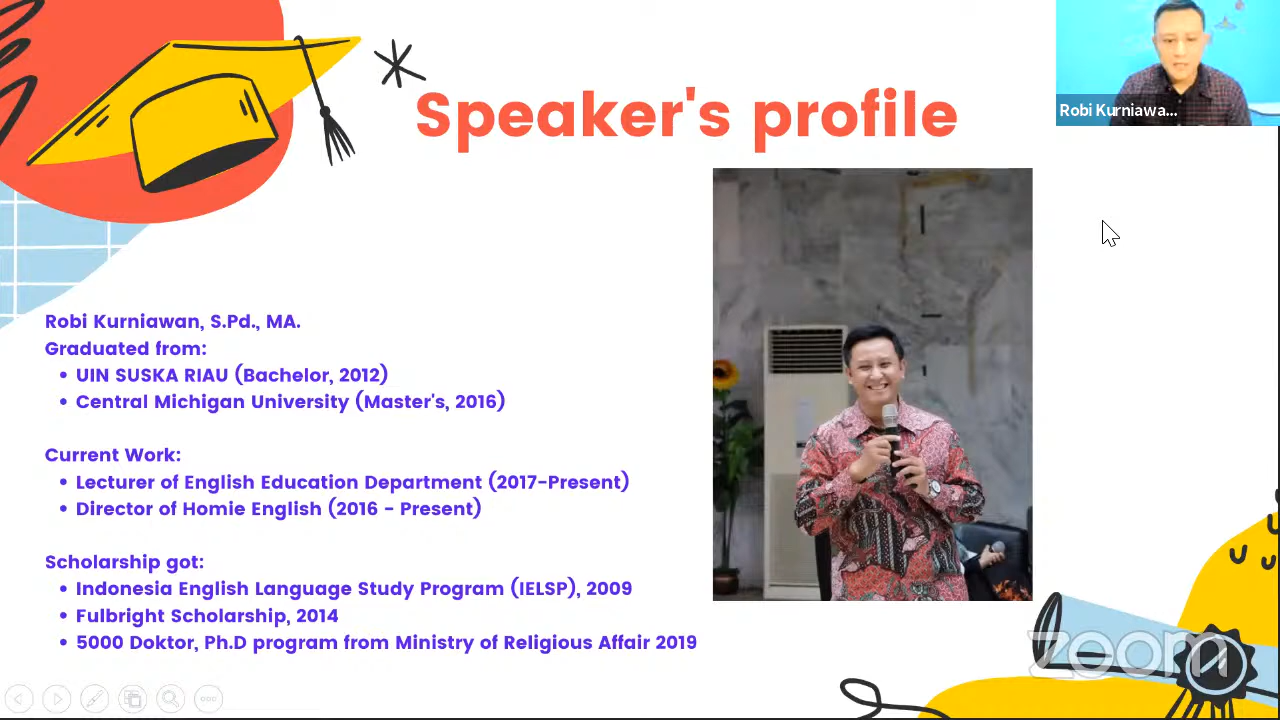 Speaker's profile
Robi Kurniawa...
Robi Kurniawan, S.Pd., MA.
Graduated from:
• UIN SUSKA RIAU (Bachelor, 2012)
• Central Michigan University (Master's, 2016)
Current Work:
• Lecturer of English Education Department (2017-Present)
• Director of Homie English (2016 - Present)
Scholarship got:
• Indonesia English Language Study Program (IELSP), 2009
• Fulbright Scholarship, 2014
• 5000 Doktor, Ph.D program from Ministry of Religious Affair 2019
zoom